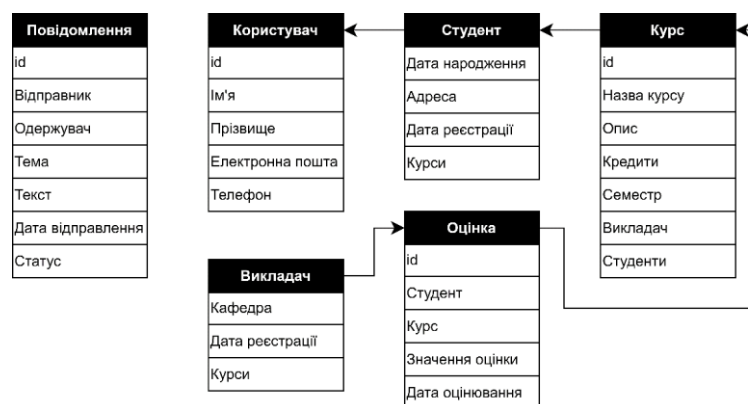 Повідомлення
id
Відправник
Одержувач
Тема
Текст
Дата відправлення
Статус
Користувач
id
Ім'я
Прізвище
Електронна пошта
Телефон
Студент
Дата народження
Адреса
Дата реєстрації
Курси
Курс
id
Назва курсу
Опис
Кредити
Семестр
Викладач
Студенти
Викладач
Кафедра
Дата реєстрації
Курси
Оцінка
id
Студент
Курс
Значення оцінки
Дата оцінювання